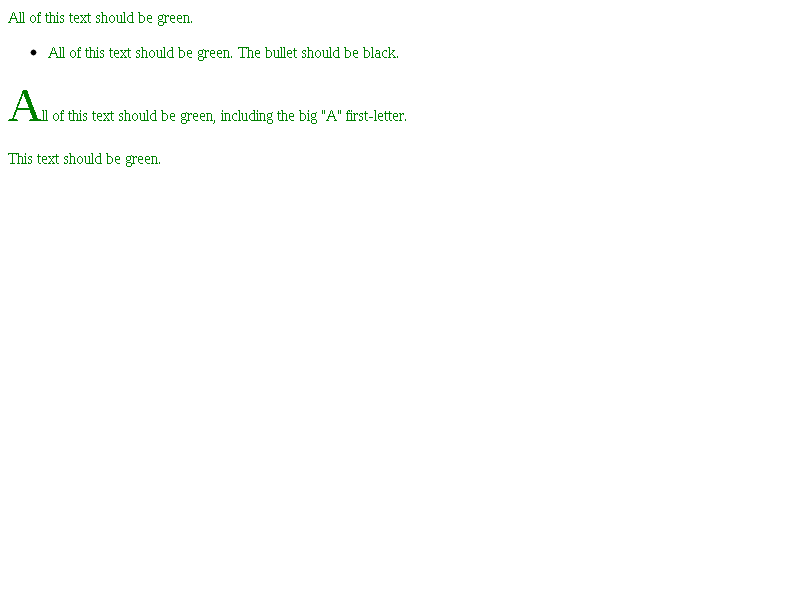 All of this text should be green.
• All of this text should be green. The bullet should be black.
All of this text should be green, including the big "A" first-letter.
This text should be green.